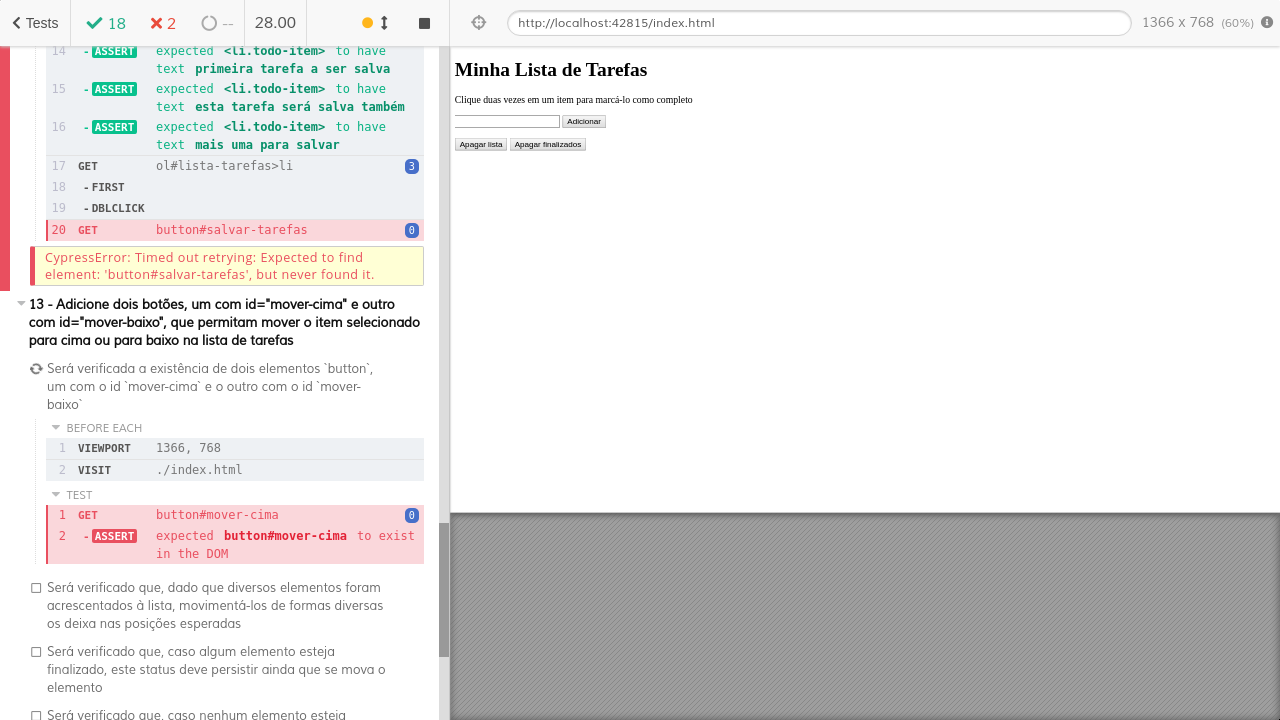 Tests 18 2 -- 28.00
http://localhost:42815/index.html 1366 x 768 (60%)
14 - ASSERT expected <li.todo-item> to have
text primeira tarefa a ser salva
15 - ASSERT expected <li.todo-item> to have
text esta tarefa será salva também
16 - ASSERT expected <li.todo-item> to have
text mais uma para salvar
17 GET ol#lista-tarefas>li 3
18 - FIRST
19 - DBLCLICK
20 GET button#salvar-tarefas 0
CypressError: Timed out retrying: Expected to find
element: 'button#salvar-tarefas', but never found it.
13 - Adicione dois botões, um com id="mover-cima" e outro
com id="mover-baixo", que permitam mover o item selecionado
para cima ou para baixo na lista de tarefas
Será verificada a existência de dois elementos `button`,
um com o id `mover-cima` e o outro com o id `mover-
baixo`
BEFORE EACH
1 VIEWPORT 1366, 768
2 VISIT ./index.html
TEST
1 GET button#mover-cima 0
2 - ASSERT expected button#mover-cima to exist
in the DOM
Será verificado que, dado que diversos elementos foram
acrescentados à lista, movimentá-los de formas diversas
os deixa nas posições esperadas
Será verificado que, caso algum elemento esteja
finalizado, este status deve persistir ainda que se mova o
elemento
Será verificado que, caso nenhum elemento esteja
Minha Lista de Tarefas
Clique duas vezes em um item para marcá-lo como completo
Adicionar
Apagar lista Apagar finalizados